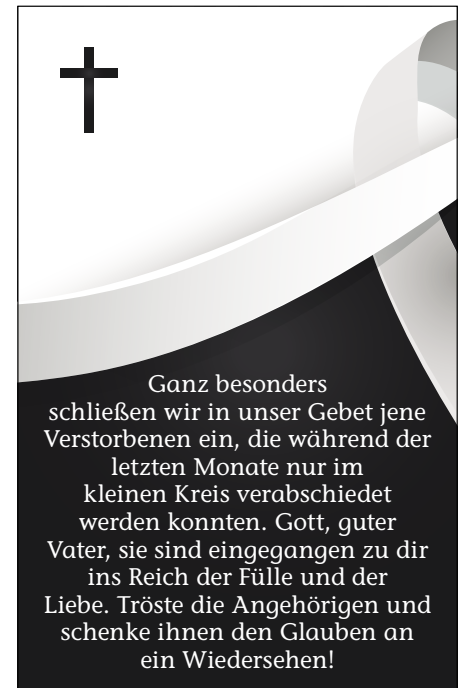 Ganz besonders
schließen wir in unser Gebet jene
Verstorbenen ein, die während der
letzten Monate nur im
kleinen Kreis verabschiedet
werden konnten. Gott, guter
Vater, sie sind eingegangen zu dir
ins Reich der Fülle und der
Liebe. Tröste die Angehörigen und
schenke ihnen den Glauben an
ein Wiedersehen!